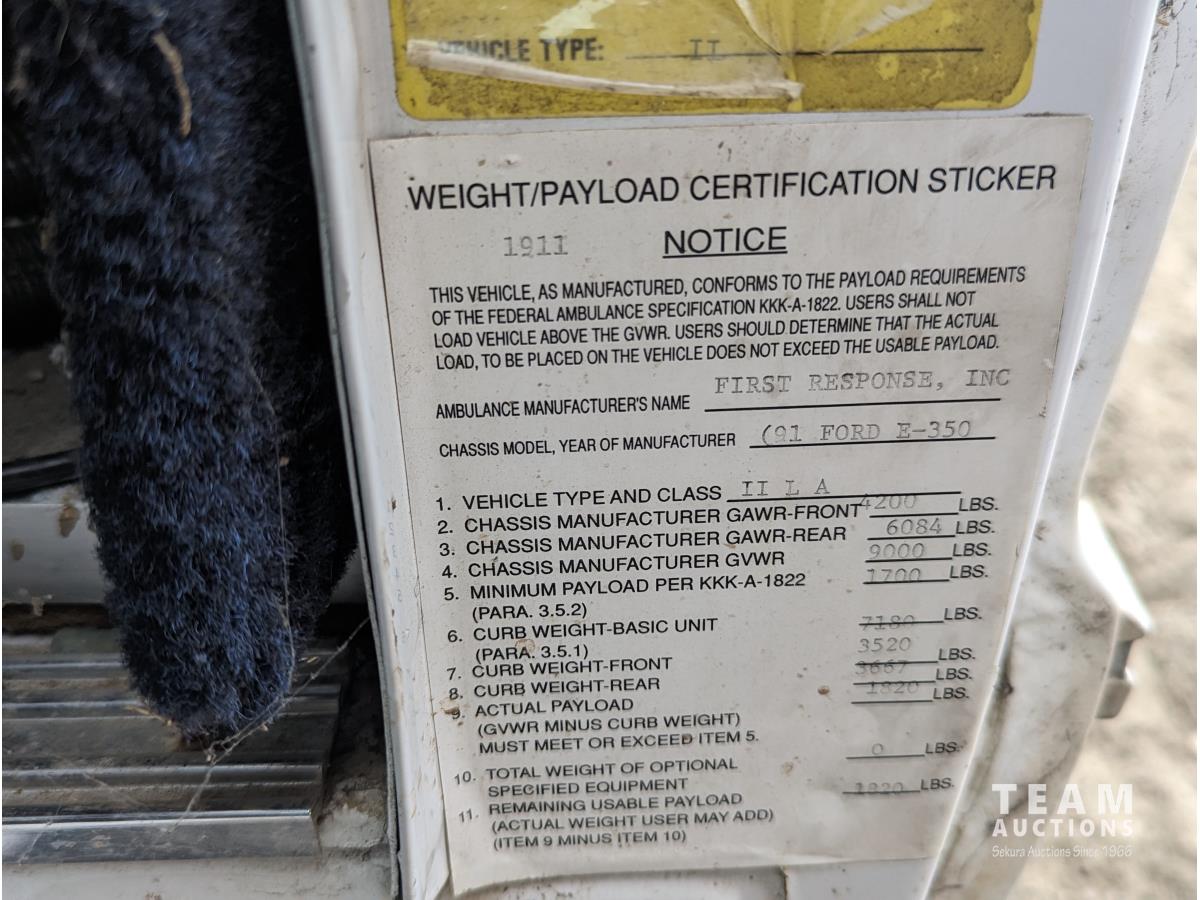 VEHICLE TYPE: II
WEIGHT/PAYLOAD CERTIFICATION STICKER
1911 NOTICE
THIS VEHICLE, AS MANUFACTURED, CONFORMS TO THE PAYLOAD REQUIREMENTS
OF THE FEDERAL AMBULANCE SPECIFICATION KKK-A-1822. USERS SHALL NOT
LOAD VEHICLE ABOVE THE GVWR. USERS SHOULD DETERMINE THAT THE ACTUAL
LOAD, TO BE PLACED ON THE VEHICLE DOES NOT EXCEED THE USABLE PAYLOAD.
AMBULANCE MANUFACTURER'S NAME FIRST RESPONSE, INC
CHASSIS MODEL, YEAR OF MANUFACTURER (91 FORD E-350
1. VEHICLE TYPE AND CLASS II L A
2. CHASSIS MANUFACTURER GAWR-FRONT 4200 LBS.
3. CHASSIS MANUFACTURER GAWR-REAR 6084 LBS.
4. CHASSIS MANUFACTURER GVWR 9000 LBS.
5. MINIMUM PAYLOAD PER KKK-A-1822 1700 LBS.
(PARA. 3.5.2)
6. CURB WEIGHT-BASIC UNIT 7180 LBS.
(PARA. 3.5.1)
7. CURB WEIGHT-FRONT 3520 LBS.
8. CURB WEIGHT-REAR 3667 LBS.
9. ACTUAL PAYLOAD 1820
(GVWR MINUS CURB WEIGHT)
MUST MEET OR EXCEED ITEM 5.
10. TOTAL WEIGHT OF OPTIONAL 0 LBS.
SPECIFIED EQUIPMENT
11. REMAINING USABLE PAYLOAD 1820 LBS.
(ACTUAL WEIGHT USER MAY ADD)
(ITEM 9 MINUS ITEM 10)
TEAM
AUCTIONS
Sekura Auctions Since 1966